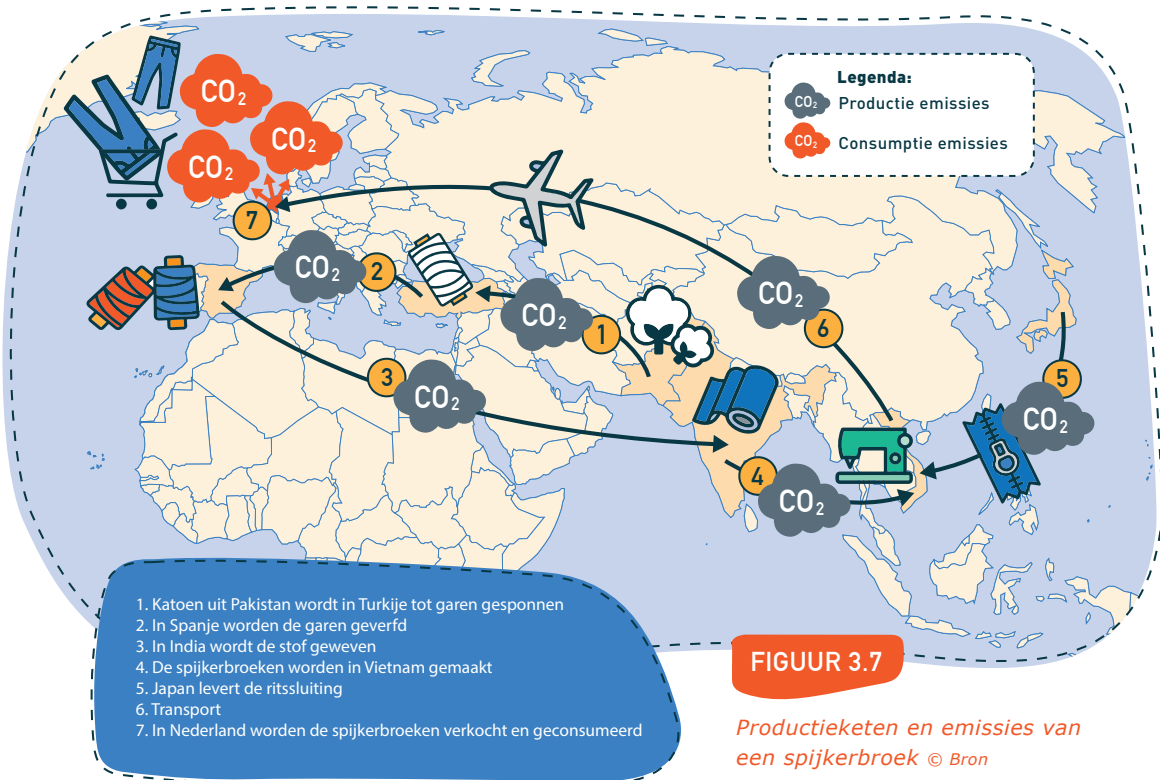 Legenda:
CO₂ Productie emissies
CO₂ Consumptie emissies
CO₂
CO₂
CO₂
7
CO₂
2
CO₂
1
CO₂
6
3
CO₂
5
CO₂
4
CO₂
1. Katoen uit Pakistan wordt in Turkije tot garen gesponnen
2. In Spanje worden de garen geverfd
3. In India wordt de stof geweven
4. De spijkerbroeken worden in Vietnam gemaakt
5. Japan levert de ritssluiting
6. Transport
7. In Nederland worden de spijkerbroeken verkocht en geconsumeerd
FIGUUR 3.7
Productieketen en emissies van
een spijkerbroek © Bron